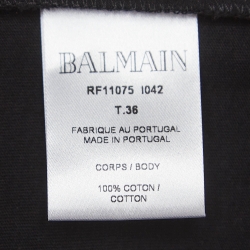 BALMAIN
RF11075 I042
T.36
FABRIQUE AU PORTUGAL
MADE IN PORTUGAL
CORPS / BODY
100% COTON /
COTTON